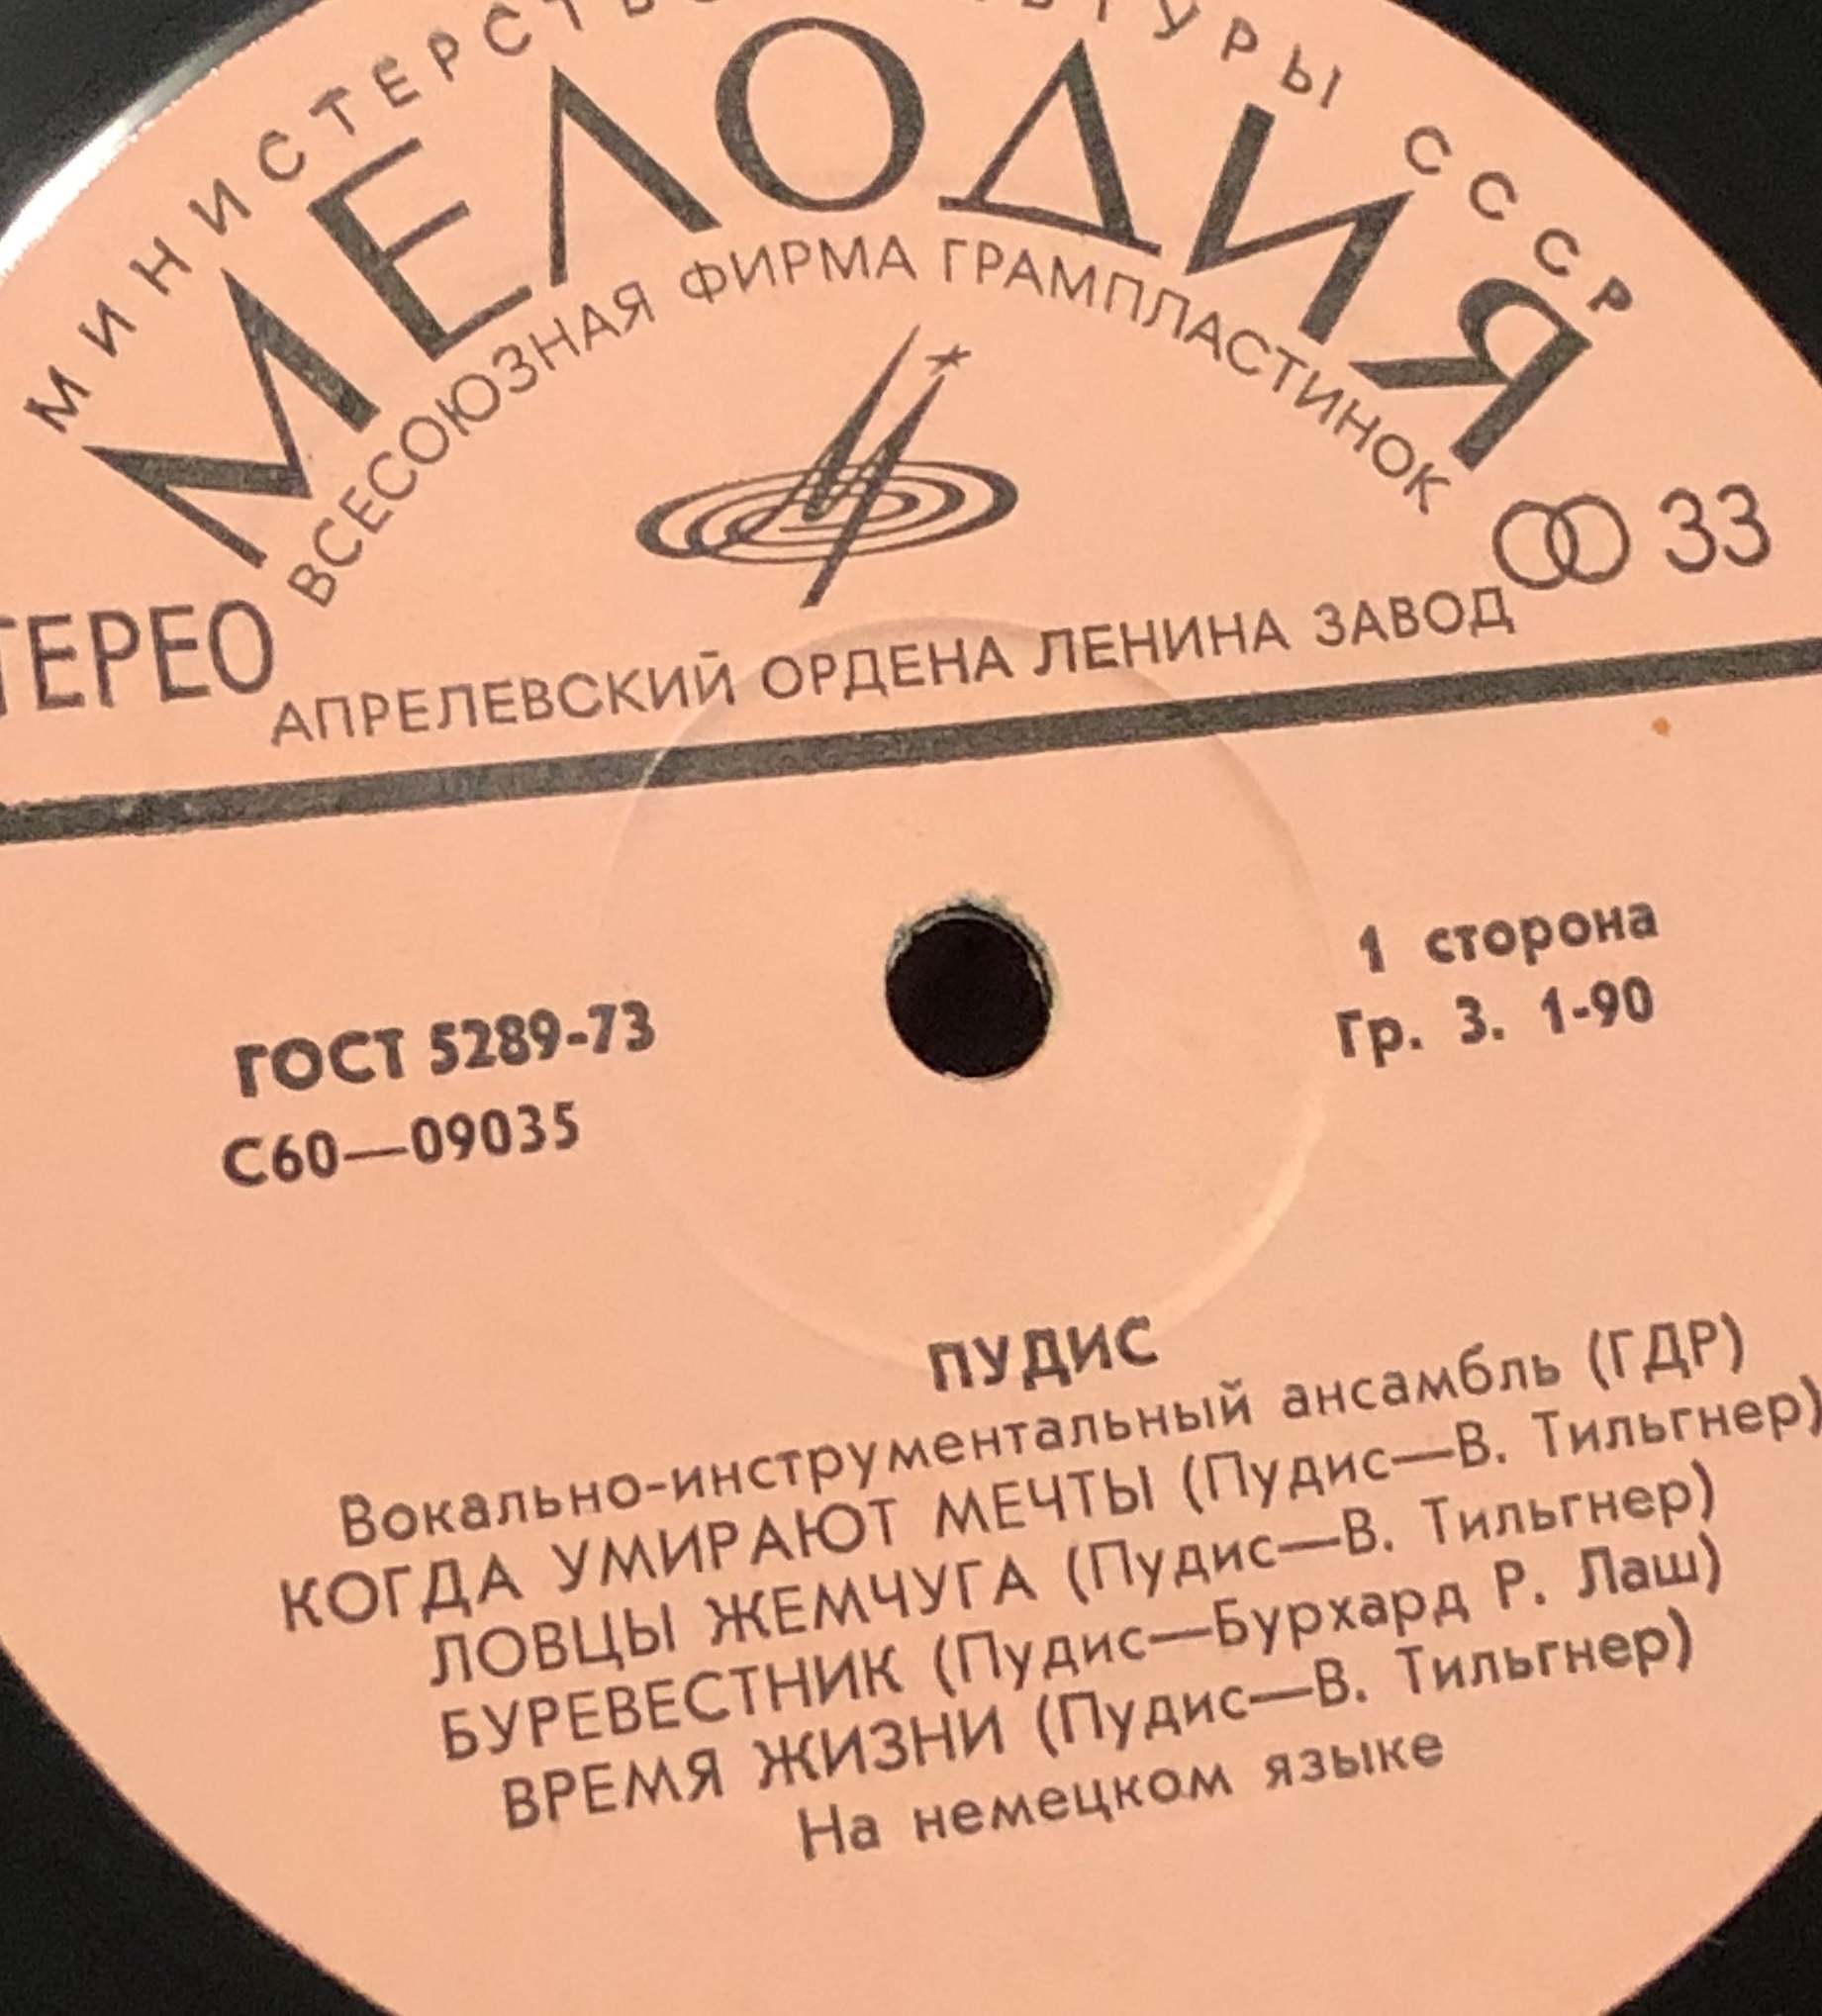 МИНИСТЕРСТВО КУЛЬТУРЫ СССР
МЕЛОДИЯ
ВСЕСОЮЗНАЯ ФИРМА ГРАМПЛАСТИНОК
СТЕРЕО
33
АПРЕЛЕВСКИЙ ОРДЕНА ЛЕНИНА ЗАВОД
1 сторона
ГОСТ 5289-73
Гр. 3. 1-90
С60—09035
ПУДИС
Вокально-инструментальный ансамбль (ГДР)
КОГДА УМИРАЮТ МЕЧТЫ (Пудис—В. Тильгнер)
ЛОВЦЫ ЖЕМЧУГА (Пудис—В. Тильгнер)
БУРЕВЕСТНИК (Пудис—Бурхард Р. Лаш)
ВРЕМЯ ЖИЗНИ (Пудис—В. Тильгнер)
На немецком языке